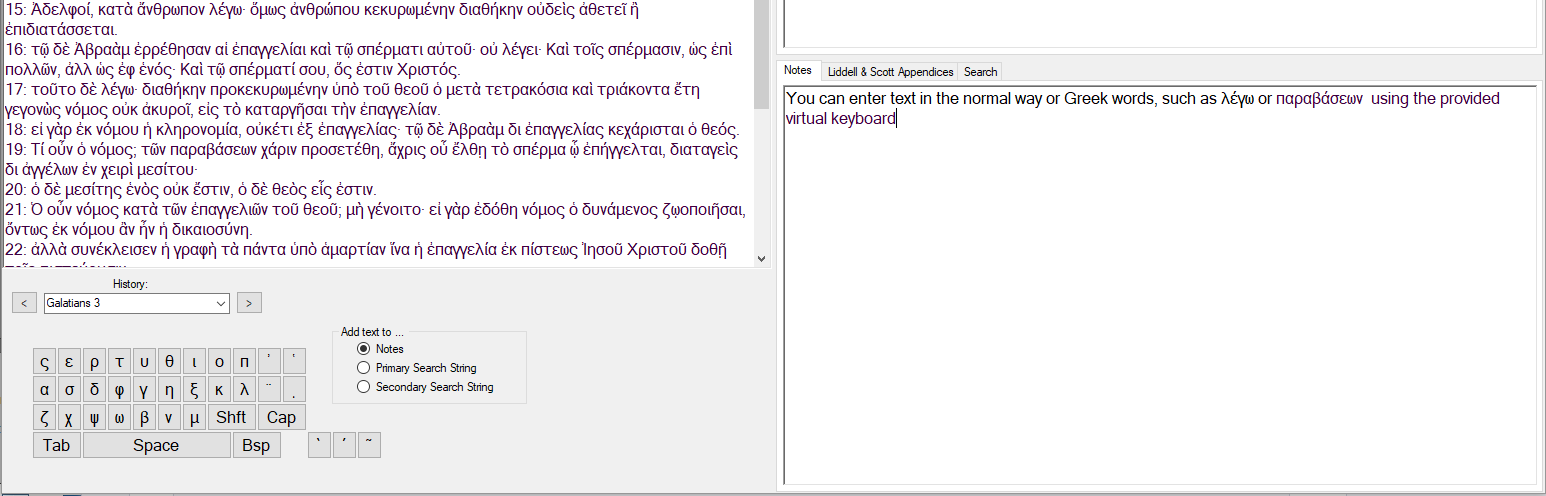 15: Ἀδελφοί, κατὰ ἄνθρωπον λέγω· ὅμως ἀνθρώπου κεκυρωμένην διαθήκην οὐδεὶς ἀθετεῖ ἢ
ἐπιδιατάσσεται.
16: τῷ δὲ Ἀβραὰμ ἐρρέθησαν αἱ ἐπαγγελίαι καὶ τῷ σπέρματι αὐτοῦ· οὐ λέγει· Καὶ τοῖς σπέρμασιν, ὡς ἐπὶ
πολλῶν, ἀλλ ὡς ἐφ ἑνός· Καὶ τῷ σπέρματί σου, ὅς ἐστιν Χριστός.
17: τοῦτο δὲ λέγω· διαθήκην προκεκυρωμένην ὑπὸ τοῦ θεοῦ ὁ μετὰ τετρακόσια καὶ τριάκοντα ἔτη
γεγονὼς νόμος οὐκ ἀκυροῖ, εἰς τὸ καταργῆσαι τὴν ἐπαγγελίαν.
18: εἰ γὰρ ἐκ νόμου ἡ κληρονομία, οὐκέτι ἐξ ἐπαγγελίας· τῷ δὲ Ἀβραὰμ δι ἐπαγγελίας κεχάρισται ὁ θεός.
19: Τί οὖν ὁ νόμος; τῶν παραβάσεων χάριν προσετέθη, ἄχρις οὗ ἔλθῃ τὸ σπέρμα ᾧ ἐπήγγελται, διαταγεὶς
δι ἀγγέλων ἐν χειρὶ μεσίτου·
20: ὁ δὲ μεσίτης ἑνὸς οὐκ ἔστιν, ὁ δὲ θεὸς εἷς ἐστιν.
21: Ὁ οὖν νόμος κατὰ τῶν ἐπαγγελιῶν τοῦ θεοῦ; μὴ γένοιτο· εἰ γὰρ ἐδόθη νόμος ὁ δυνάμενος ζῳοποιῆσαι,
ὄντως ἐκ νόμου ἂν ἦν ἡ δικαιοσύνη.
22: ἀλλὰ συνέκλεισεν ἡ γραφὴ τὰ πάντα ὑπὸ ἁμαρτίαν ἵνα ἡ ἐπαγγελία ἐκ πίστεως Ἰησοῦ Χριστοῦ δοθῇ
History:
< Galatians 3 >
Add text to ...
Notes
Primary Search String
Secondary Search String
ς ε ρ τ υ θ ι ο π ᾿ ῾
α σ δ φ γ η ξ κ λ ¨ .
ζ χ ψ ω β ν μ Shft Cap
Tab Space Bsp ` ´ ~
Notes Liddell & Scott Appendices Search
You can enter text in the normal way or Greek words, such as λέγω or παραβάσεων using the provided
virtual keyboard